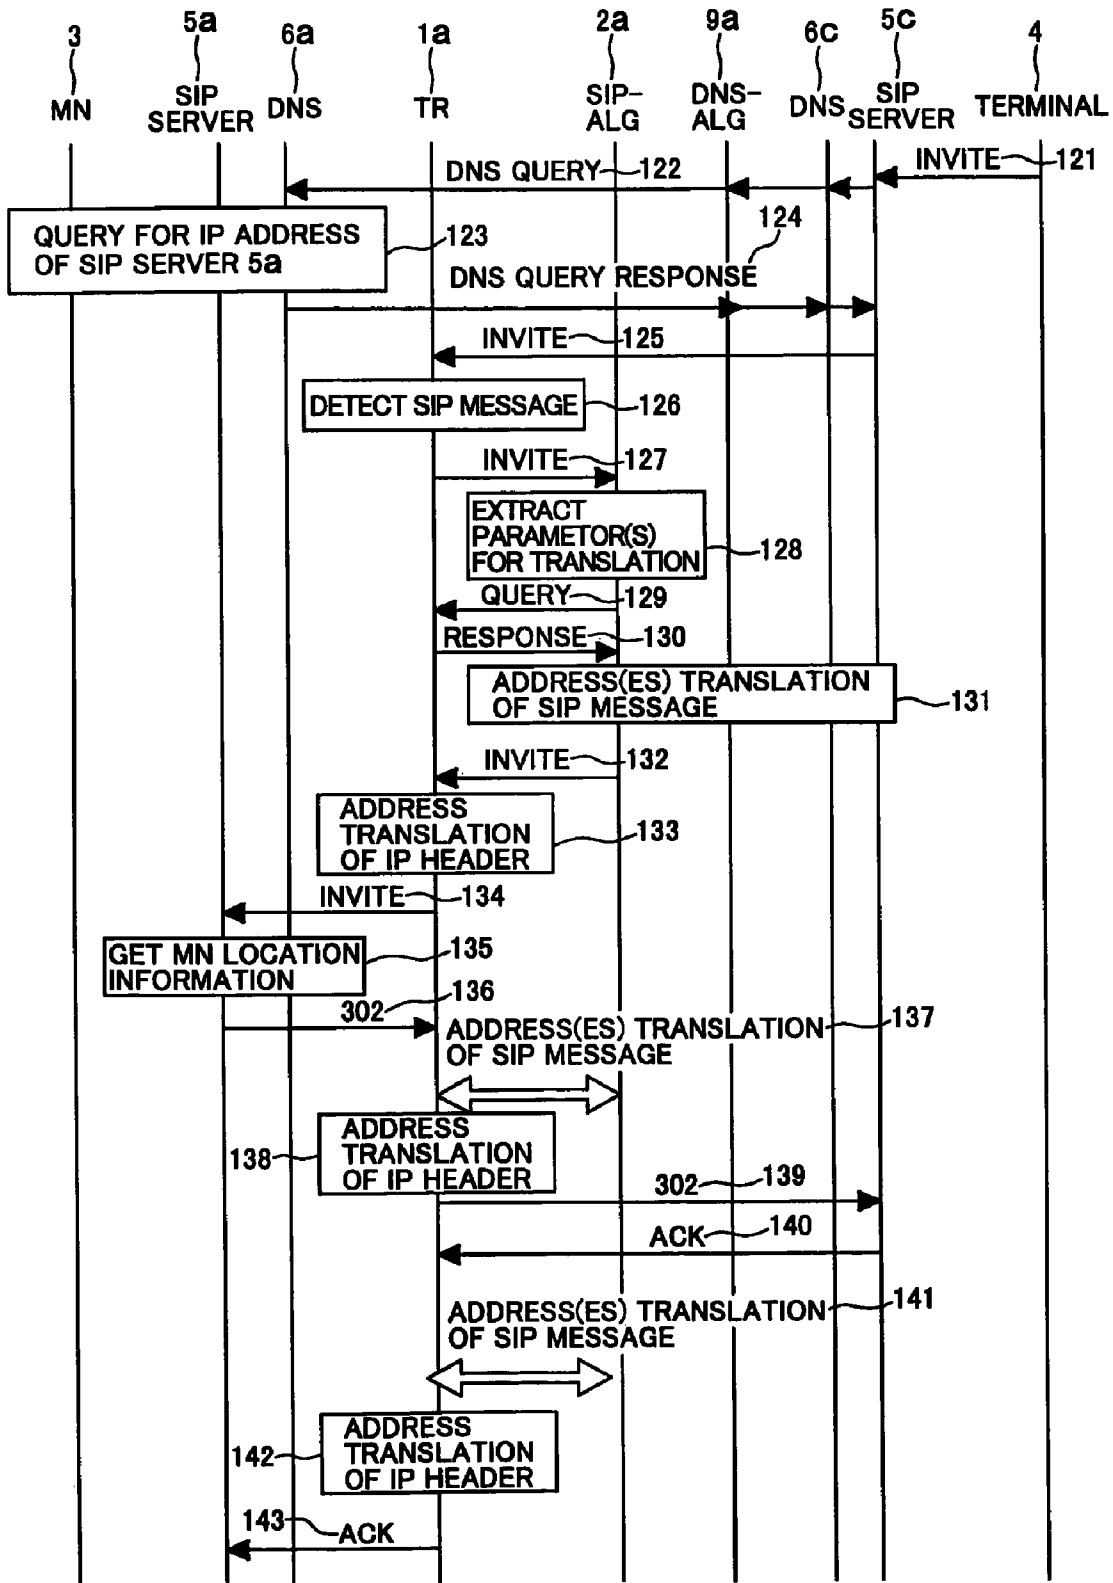 3
5a
6a
1a
2a
9a
6c
5c
4
MN
SIP
SERVER
DNS
TR
SIP-
ALG
DNS-
ALG
DNS
SIP
SERVER
TERMINAL
INVITE 121
DNS QUERY 122
QUERY FOR IP ADDRESS
OF SIP SERVER 5a
123
124
DNS QUERY RESPONSE
INVITE 125
DETECT SIP MESSAGE 126
INVITE 127
EXTRACT
PARAMETOR(S)
FOR TRANSLATION
128
QUERY 129
RESPONSE 130
ADDRESS(ES) TRANSLATION
OF SIP MESSAGE
131
INVITE 132
ADDRESS
TRANSLATION
OF IP HEADER
133
INVITE 134
GET MN LOCATION
INFORMATION
135
302 136
ADDRESS(ES) TRANSLATION
OF SIP MESSAGE
137
ADDRESS
TRANSLATION
OF IP HEADER
138
302 139
ACK 140
ADDRESS(ES) TRANSLATION
OF SIP MESSAGE
141
ADDRESS
TRANSLATION
OF IP HEADER
142
143 ACK